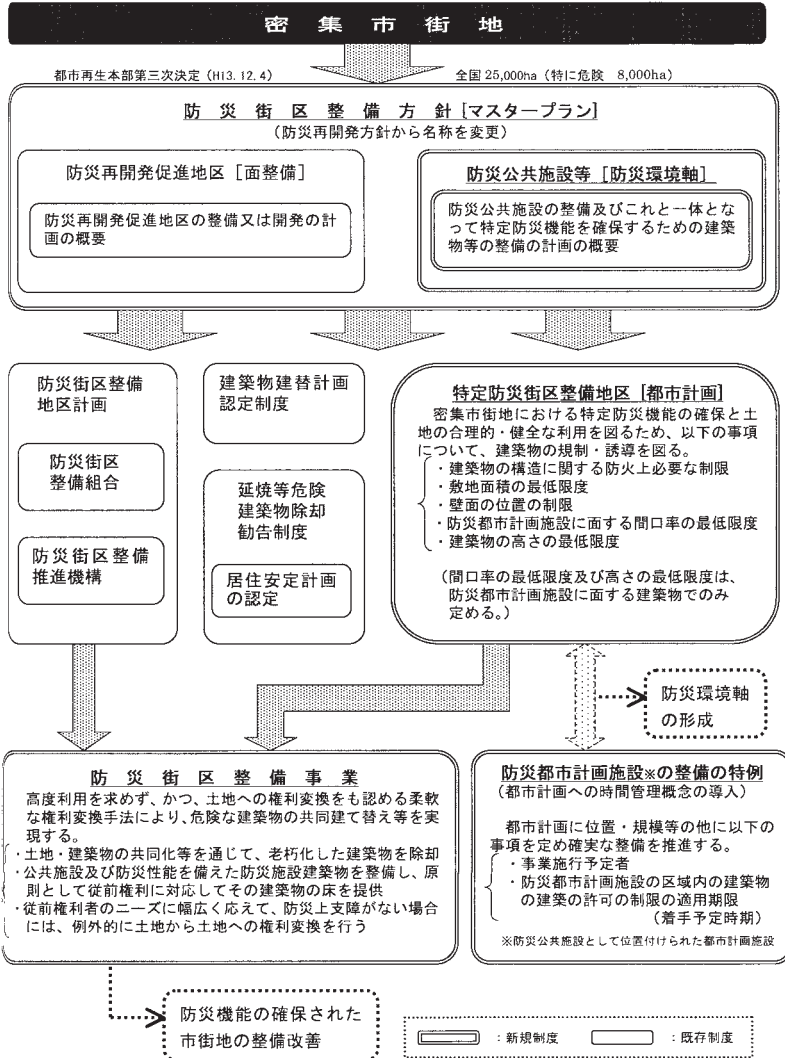 密集市街地
都市再生本部第三次決定（H13.12.4）
全国25,000ha（特に危険　8,000ha）
防災街区整備方針［マスタープラン］
（防災再開発方針から名称を変更）
防災再開発促進地区［面整備］
防災再開発促進地区の整備又は開発の計
画の概要
防災公共施設等［防災環境軸］
防災公共施設の整備及びこれと一体とな
って特定防災機能を確保するための建築
物等の整備の計画の概要
防災街区整備
地区計画
防災街区
整備組合
防災街区整備
推進機構
建築物建替計画
認定制度
延焼等危険
建築物除却
勧告制度
居住安定計画
の認定
特定防災街区整備地区［都市計画］
密集市街地における特定防災機能の確保と土
地の合理的・健全な利用を図るため、以下の事項
について、建築物の規制・誘導を図る。
・建築物の構造に関する防火上必要な制限
・敷地面積の最低限度
・壁面の位置の制限
・防災都市計画施設に面する間口率の最低限度
・建築物の高さの最低限度
（間口率の最低限度及び高さの最低限度は、
防災都市計画施設に面する建築物でのみ
定める。）
防災環境軸
の形成
防災街区整備事業
高度利用を求めず、かつ、土地への権利変換をも認める柔軟
な権利変換手法により、危険な建築物の共同建て替え等を実
現する。
・土地・建築物の共同化等を通じて、老朽化した建築物を除却
・公共施設及び防災性能を備えた防災施設建築物を整備し、原
則として従前権利に対応してその建築物の床を提供
・従前権利者のニーズに幅広く応えて、防災上支障がない場合
には、例外的に土地から土地への権利変換を行う
防災都市計画施設※の整備の特例
（都市計画への時間管理概念の導入）
都市計画に位置・規模等の他に以下の
事項を定め確実な整備を推進する。
・事業施行予定者
・防災都市計画施設の区域内の建築物
の建築の許可の制限の適用期限
（着手予定時期）
※防災公共施設として位置付けられた都市計画施設
防災機能の確保された
市街地の整備改善
：新規制度
：既存制度